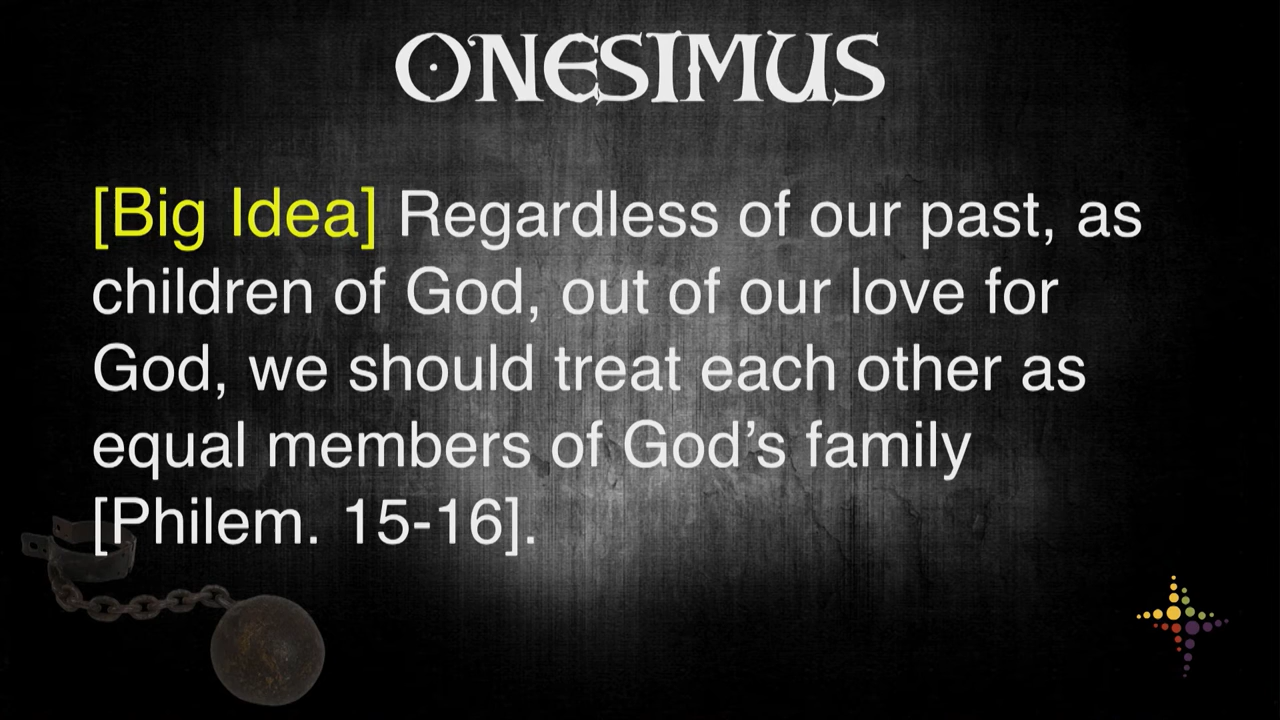 ONESIMUS
[Big Idea] Regardless of our past, as
children of God, out of our love for
God, we should treat each other as
equal members of God’s family
[Philem. 15-16].